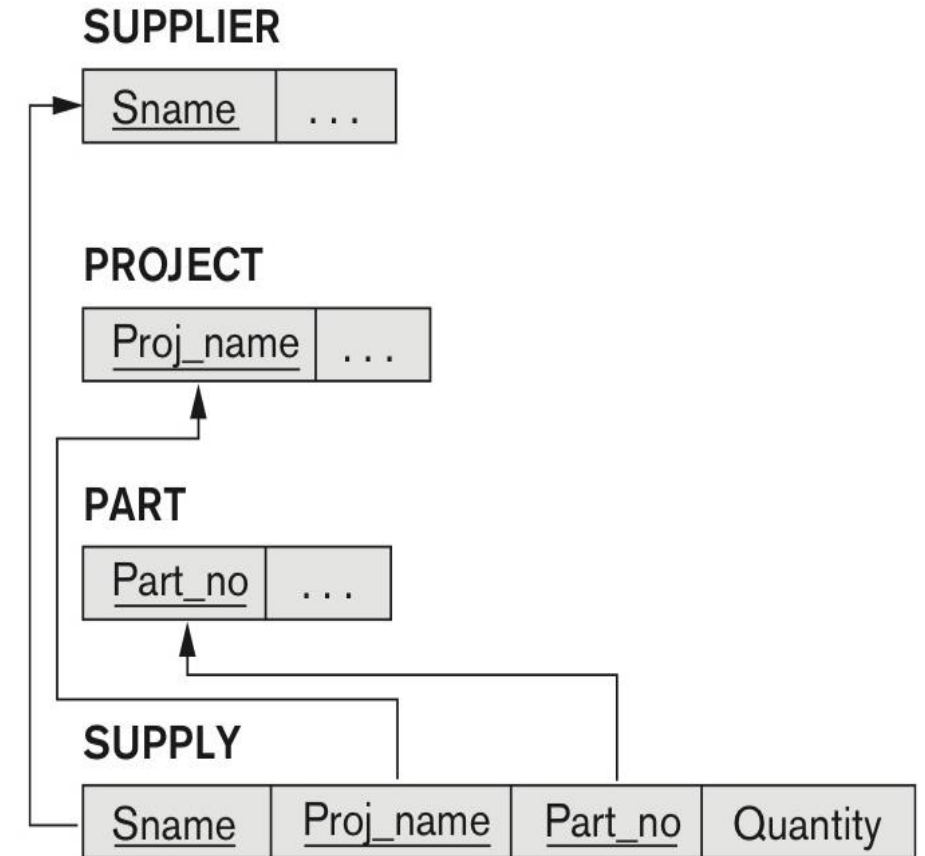 SUPPLIER
Sname ...
PROJECT
Proj_name ...
PART
Part_no ...
SUPPLY
Sname Proj_name Part_no Quantity